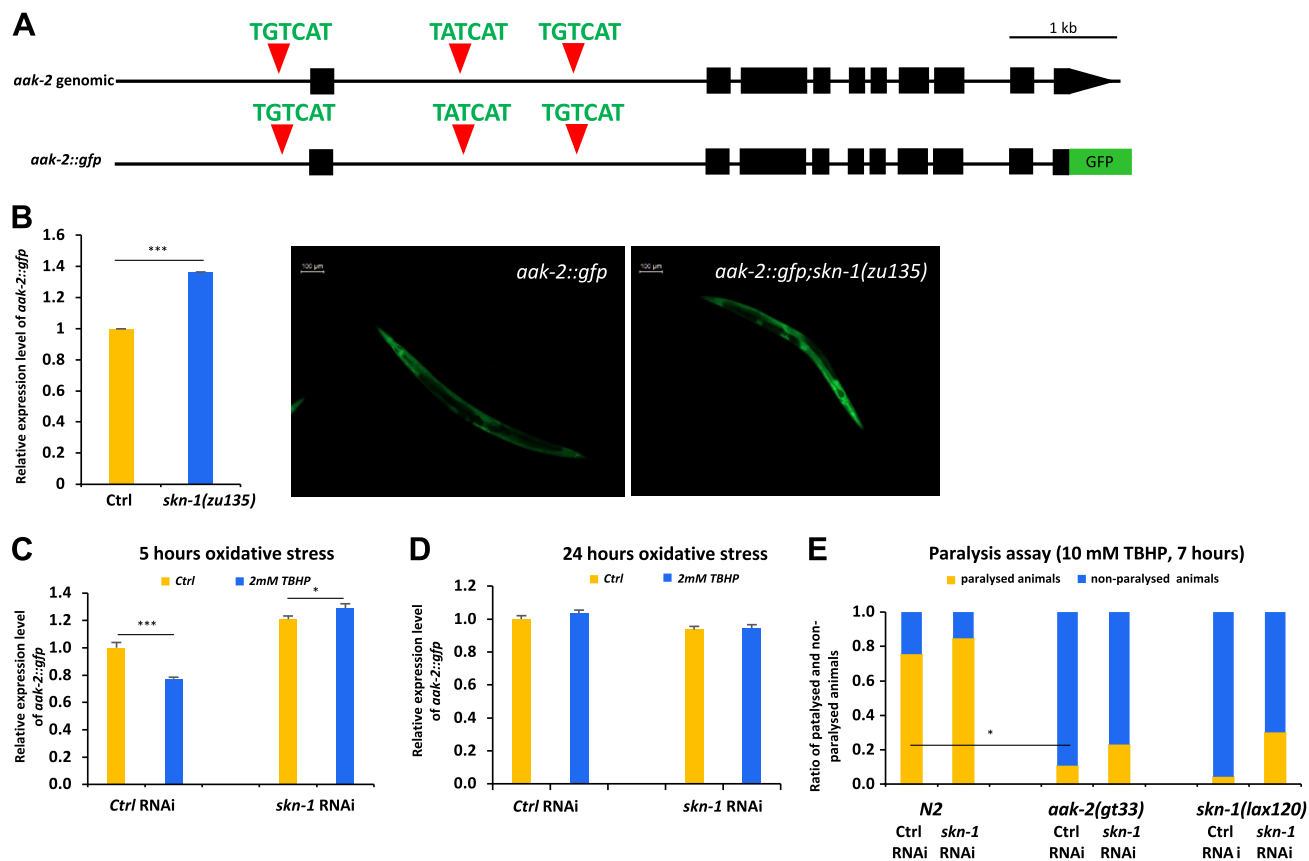 A
TGTCAT TATCAT TGTCAT
1 kb
aak-2 genomic
TGTCAT TATCAT TGTCAT
aak-2::gfp
GFP
B
Relative expression level of aak-2::gfp
1.6
1.4
1.2
1
0.8
0.6
0.4
0.2
0
***
Ctrl skn-1(zu135)
100 µm
aak-2::gfp
100 µm
aak-2::gfp;skn-1(zu135)
C
5 hours oxidative stress
Ctrl 2mM TBHP
Relative expression level
of aak-2::gfp
1.4
1.2
1.0
0.8
0.6
0.4
0.2
0.0
***
*
Ctrl RNAi skn-1 RNAi
D
24 hours oxidative stress
Ctrl 2mM TBHP
Relative expression level
of aak-2::gfp
1.2
1.0
0.8
0.6
0.4
0.2
0.0
Ctrl RNAi skn-1 RNAi
E
Paralysis assay (10 mM TBHP, 7 hours)
paralysed animals non-paralysed animals
Ratio of patalysed and non-
paralysed animals
1.0
0.8
0.6
0.4
0.2
0.0
*
N2 aak-2(gt33) skn-1(lax120)
Ctrl skn-1 Ctrl skn-1 Ctrl skn-1
RNAi RNAi RNAi RNAi RNA i RNAi